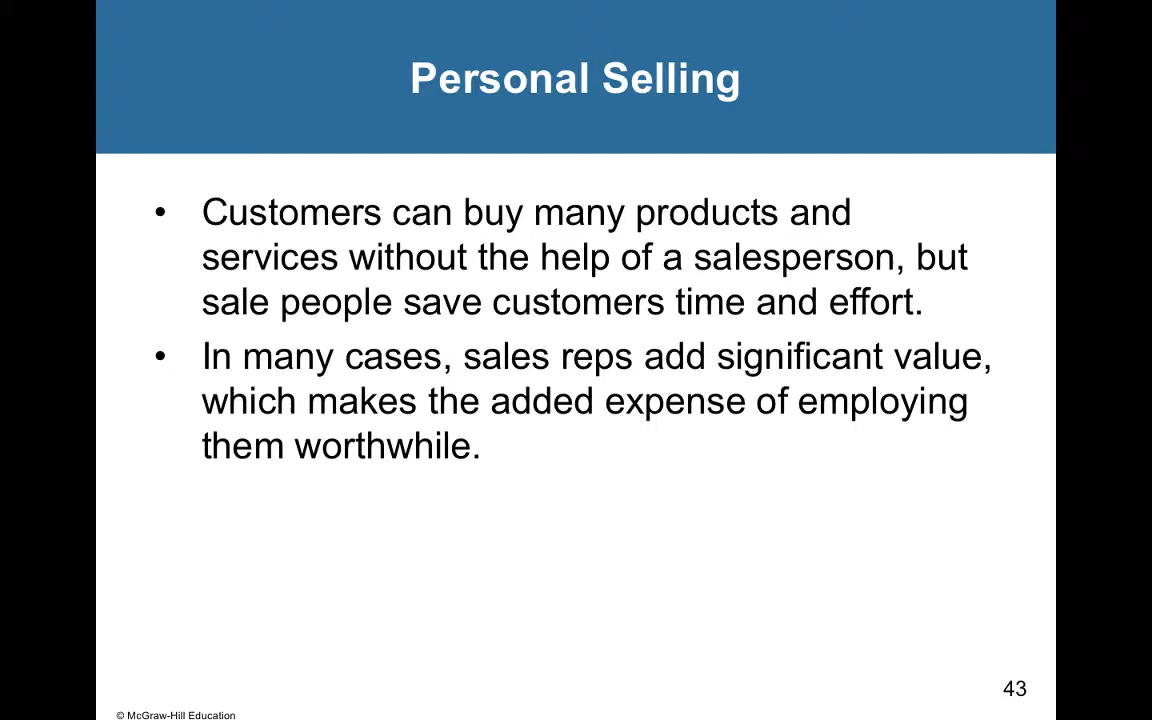 Personal Selling
• Customers can buy many products and
services without the help of a salesperson, but
sale people save customers time and effort.
• In many cases, sales reps add significant value,
which makes the added expense of employing
them worthwhile.
43
© McGraw-Hill Education